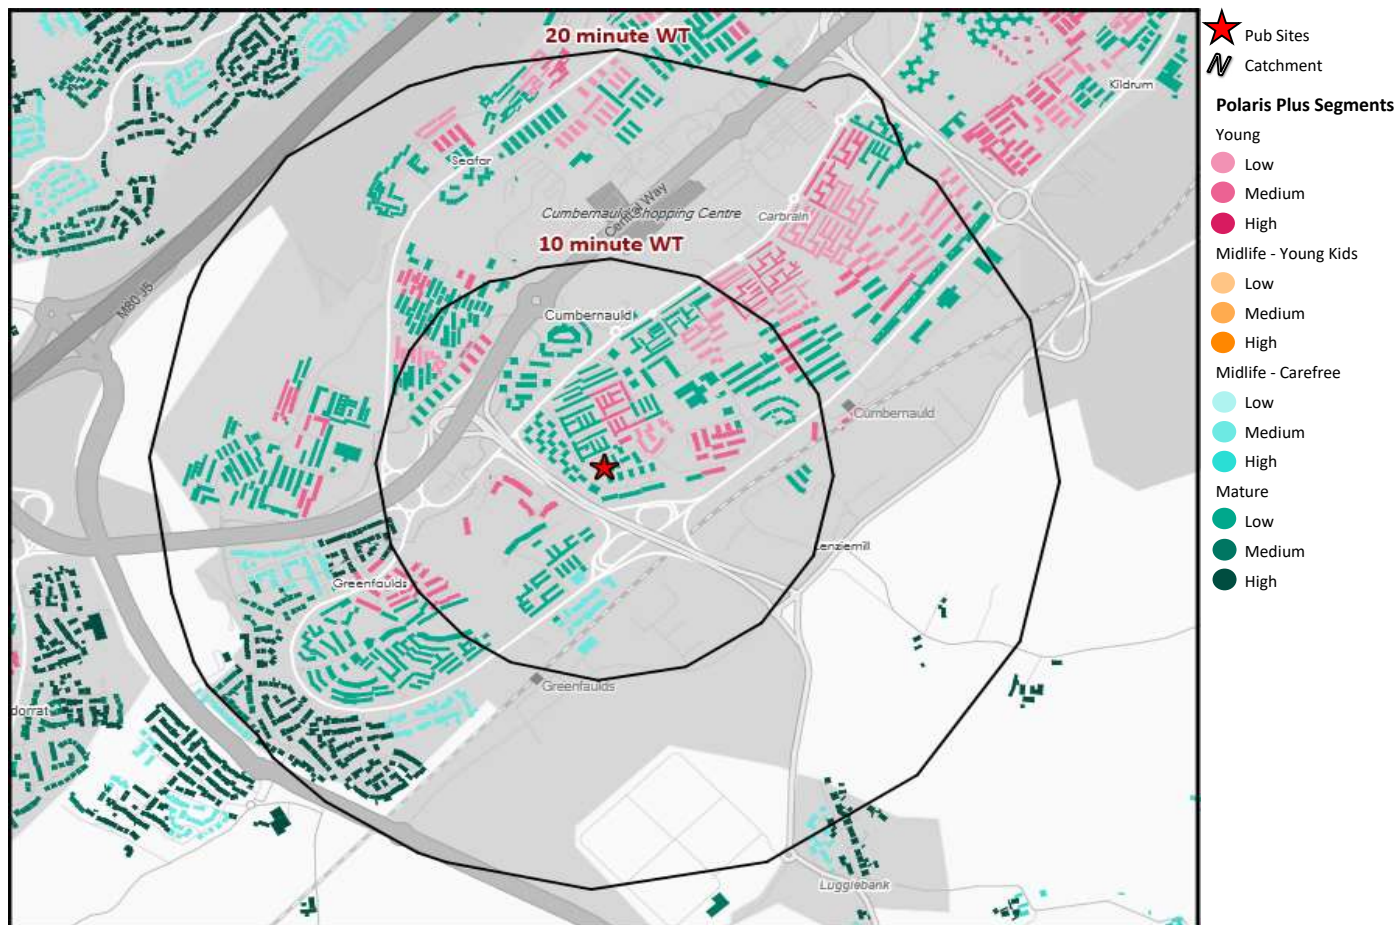 20 minute WT
Kildrum
Seafar
Central Way
Cumbernauld Shopping Centre
Carbrain
10 minute WT
M80 J5
Cumbernauld
Cumbernauld
Lenziemill
Greenfaulds
Greenfaulds
dorrat
Luggiebank
Pub Sites
Catchment
Polaris Plus Segments
Young
Low
Medium
High
Midlife - Young Kids
Low
Medium
High
Midlife - Carefree
Low
Medium
High
Mature
Low
Medium
High